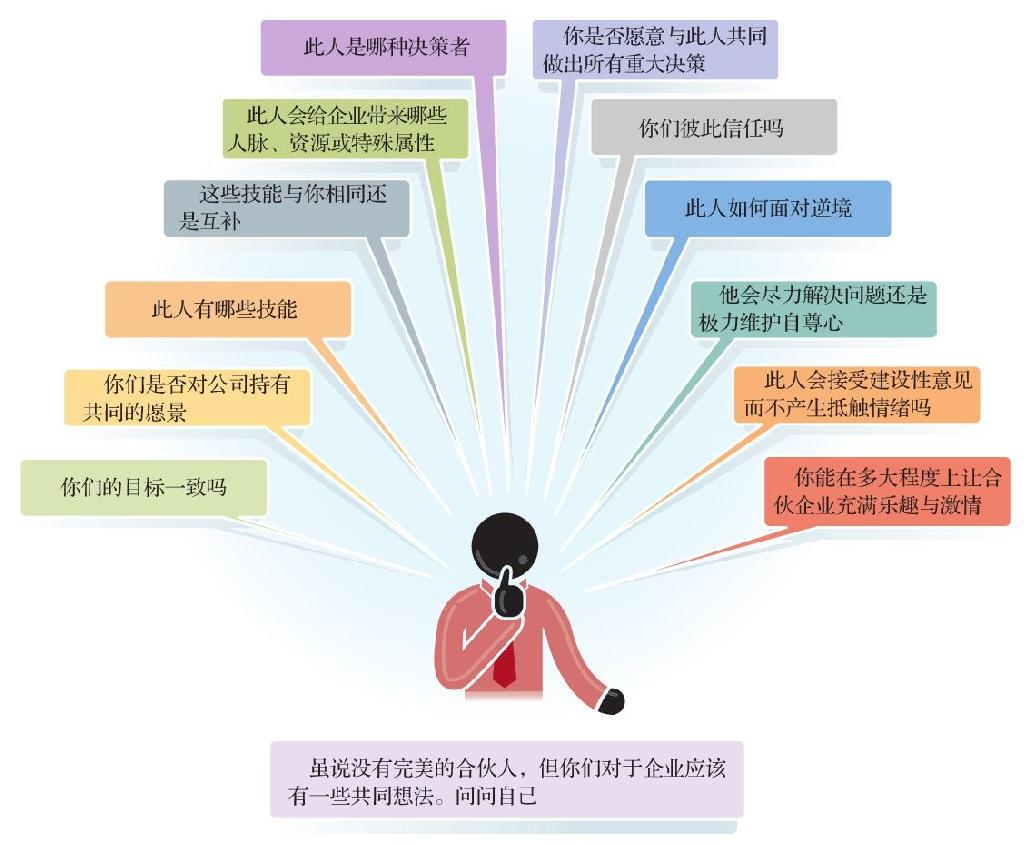 此人是哪种决策者
你是否愿意与此人共同
做出所有重大决策
此人会给企业带来哪些
人脉、资源或特殊属性
你们彼此信任吗
这些技能与你相同还
是互补
此人如何面对逆境
此人有哪些技能
他会尽力解决问题还是
极力维护自尊心
你们是否对公司持有
共同的愿景
此人会接受建设性意见
而不产生抵触情绪吗
你们的目标一致吗
你能在多大程度上让合
伙企业充满乐趣与激情
虽说没有完美的合伙人，但你们对于企业应该
有一些共同想法。问问自己